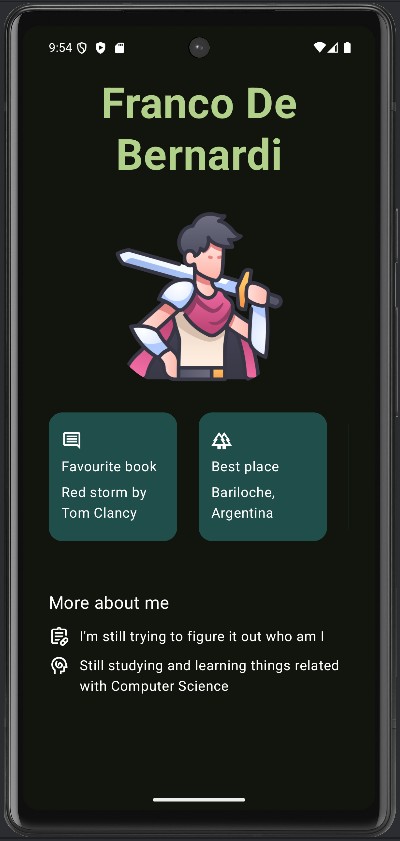 9:54
Franco De
Bernardi
Favourite book
Red storm by
Tom Clancy
Best place
Bariloche,
Argentina
More about me
I'm still trying to figure it out who am I
Still studying and learning things related
with Computer Science